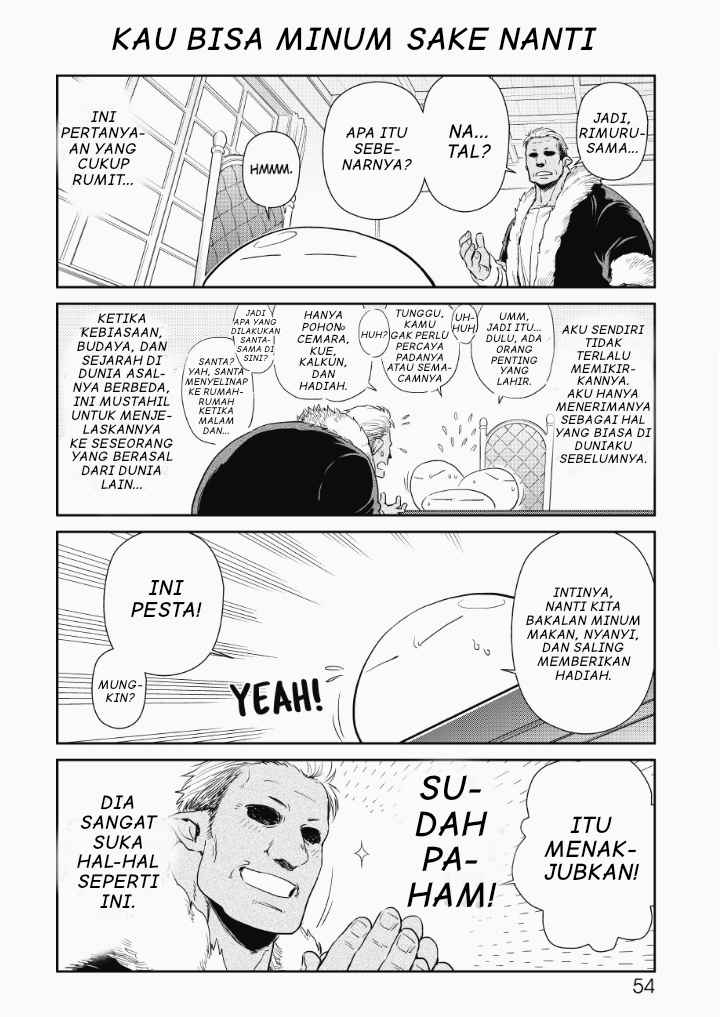 KAU BISA MINUM SAKE NANTI
JADI,
RIMURU-
SAMA...
NA...
TAL?
APA ITU
SEBE-
NARNYA?
HMMM.
INI
PERTANYA-
AN YANG
CUKUP
RUMIT...
AKU SENDIRI
TIDAK
TERLALU
MEMIKIR-
KANNYA.
AKU HANYA
MENERIMANYA
SEBAGAI HAL
YANG BIASA DI
DUNIAKU
SEBELUMNYA.
UMM,
JADI ITU...
DULU, ADA
ORANG
PENTING
YANG
LAHIR.
UH-
HUH.
TUNGGU,
KAMU
GAK PERLU
PERCAYA
PADANYA
ATAU SEMA-
CAMNYA
HUH?
HANYA
POHON
CEMARA,
KUE,
KALKUN,
DAN
HADIAH.
JADI
APA YANG
DILAKUKAN
SANTA-
SAMA DI
SINI?
SANTA?
YAH, SANTA
MENYELINAP
KE RUMAH-
RUMAH
KETIKA
MALAM
DAN...
KETIKA
KEBIASAAN,
BUDAYA, DAN
SEJARAH DI
DUNIA ASAL-
NYA BERBEDA,
INI MUSTAHIL
UNTUK MENJE-
LASKANNYA
KE SESEORANG
YANG BERASAL
DARI DUNIA
LAIN...
INTINYA,
NANTI KITA
BAKALAN MINUM
MAKAN, NYANYI,
DAN SALING
MEMBERIKAN
HADIAH.
INI
PESTA!
MUNG-
KIN?
YEAH!
ITU
MENAK-
JUBKAN!
SU-
DAH
PA-
HAM!
DIA
SANGAT
SUKA
HAL-HAL
SEPERTI
INI.
54